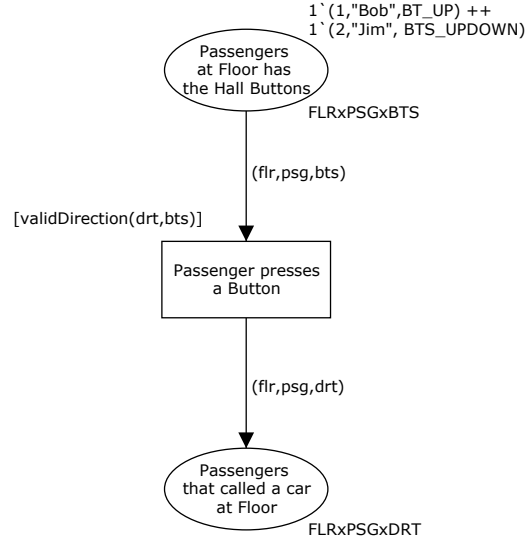 1`(1,"Bob",BT_UP) ++
1`(2,"Jim", BTS_UPDOWN)
Passengers
at Floor has
the Hall Buttons
FLRxPSGxBTS
(flr,psg,bts)
[validDirection(drt,bts)]
Passenger presses
a Button
(flr,psg,drt)
Passengers
that called a car
at Floor
FLRxPSGxDRT